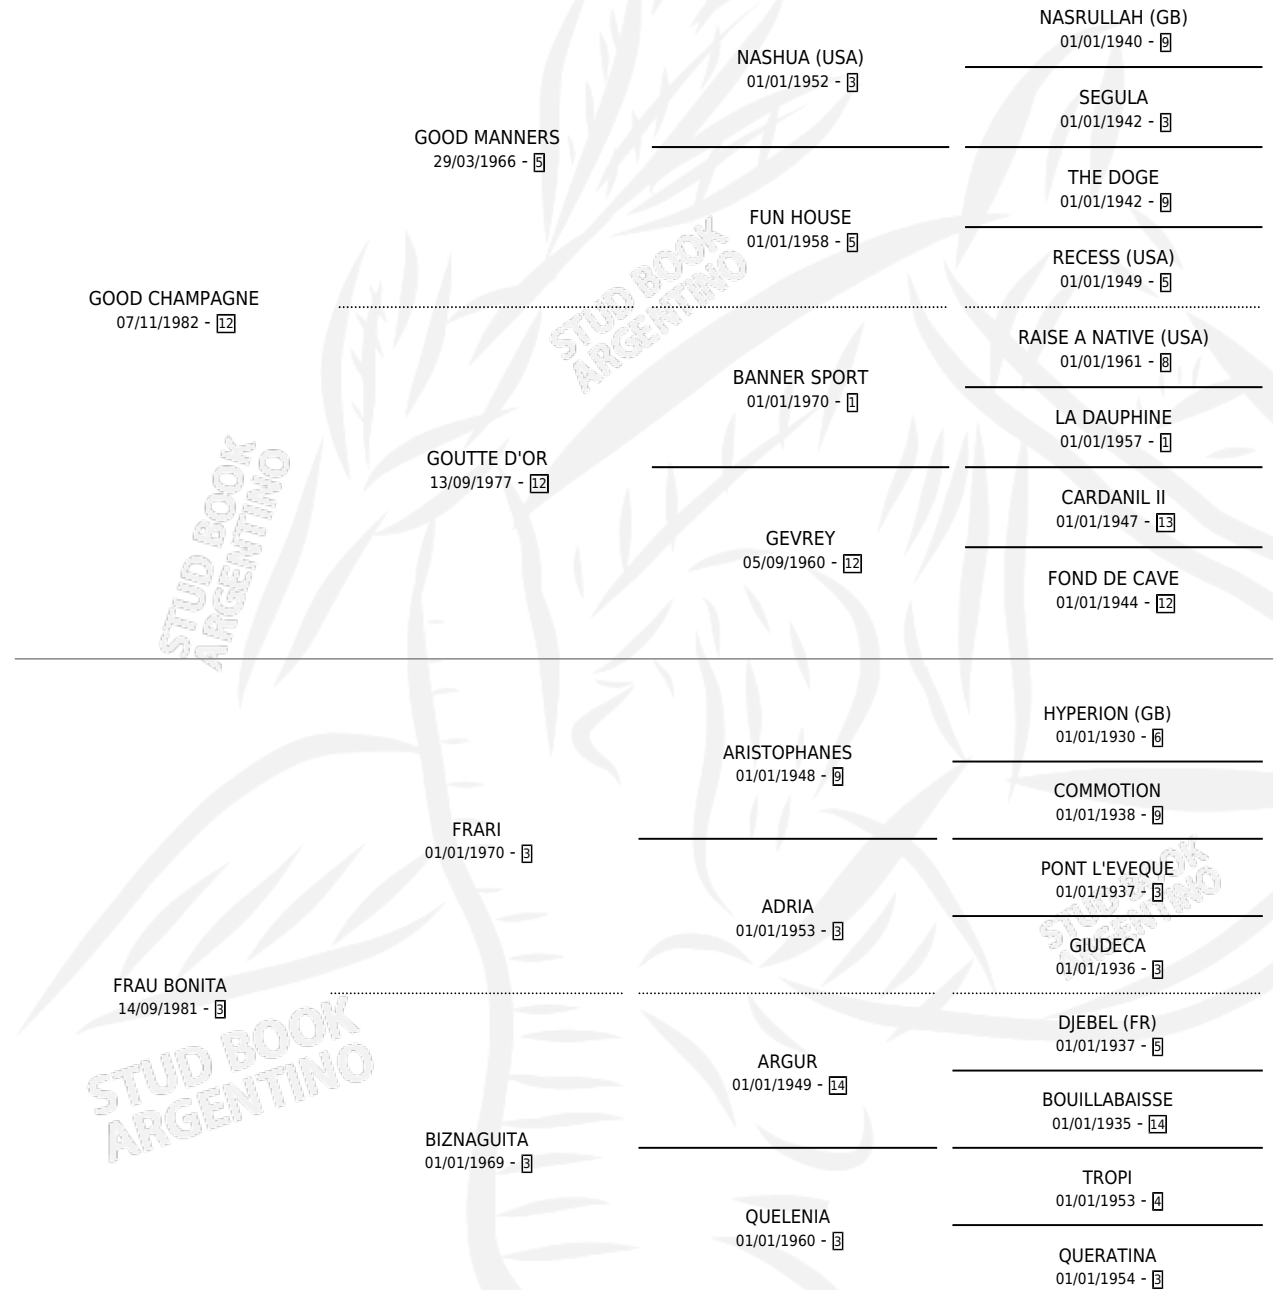 NASRULLAH (GB)
01/01/1940 - 9
NASHUA (USA)
01/01/1952 - 3
SEGULA
01/01/1942 - 3
GOOD MANNERS
29/03/1966 - 5
THE DOGE
01/01/1942 - 9
FUN HOUSE
01/01/1958 - 5
RECESS (USA)
01/01/1949 - 5
GOOD CHAMPAGNE
07/11/1982 - 12
RAISE A NATIVE (USA)
01/01/1961 - 8
BANNER SPORT
01/01/1970 - 1
LA DAUPHINE
01/01/1957 - 1
GOUTTE D'OR
13/09/1977 - 12
CARDANIL II
01/01/1947 - 13
GEVREY
05/09/1960 - 12
FOND DE CAVE
01/01/1944 - 12
HYPERION (GB)
01/01/1930 - 6
ARISTOPHANES
01/01/1948 - 9
COMMOTION
01/01/1938 - 9
FRARI
01/01/1970 - 3
PONT L'EVEQUE
01/01/1937 - 3
ADRIA
01/01/1953 - 3
GIUDECA
01/01/1936 - 3
FRAU BONITA
14/09/1981 - 3
DJEBEL (FR)
01/01/1937 - 5
ARGUR
01/01/1949 - 14
BOUILLABAISSE
01/01/1935 - 14
BIZNAGUITA
01/01/1969 - 3
TROPI
01/01/1953 - 4
QUELENIA
01/01/1960 - 3
QUERATINA
01/01/1954 - 3
STUD BOOK
ARGENTINO
STUD BOOK
ARGENTINO
STUD BOOK
ARGENTINO
STUD BOOK
ARGENTINO